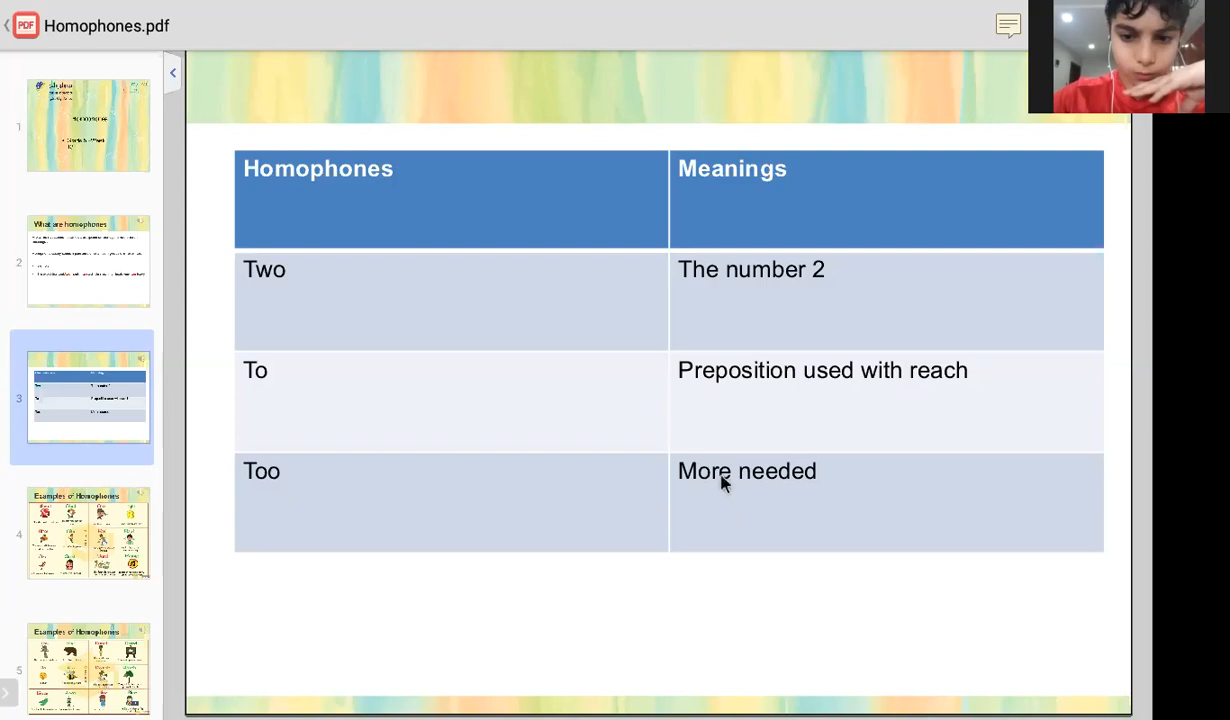 PDF Homophones.pdf
Homophones Meanings
Two The number 2
To Preposition used with reach
Too More needed
1
2
What are homophones
3
4
Examples of Homophones
5
Examples of Homophones